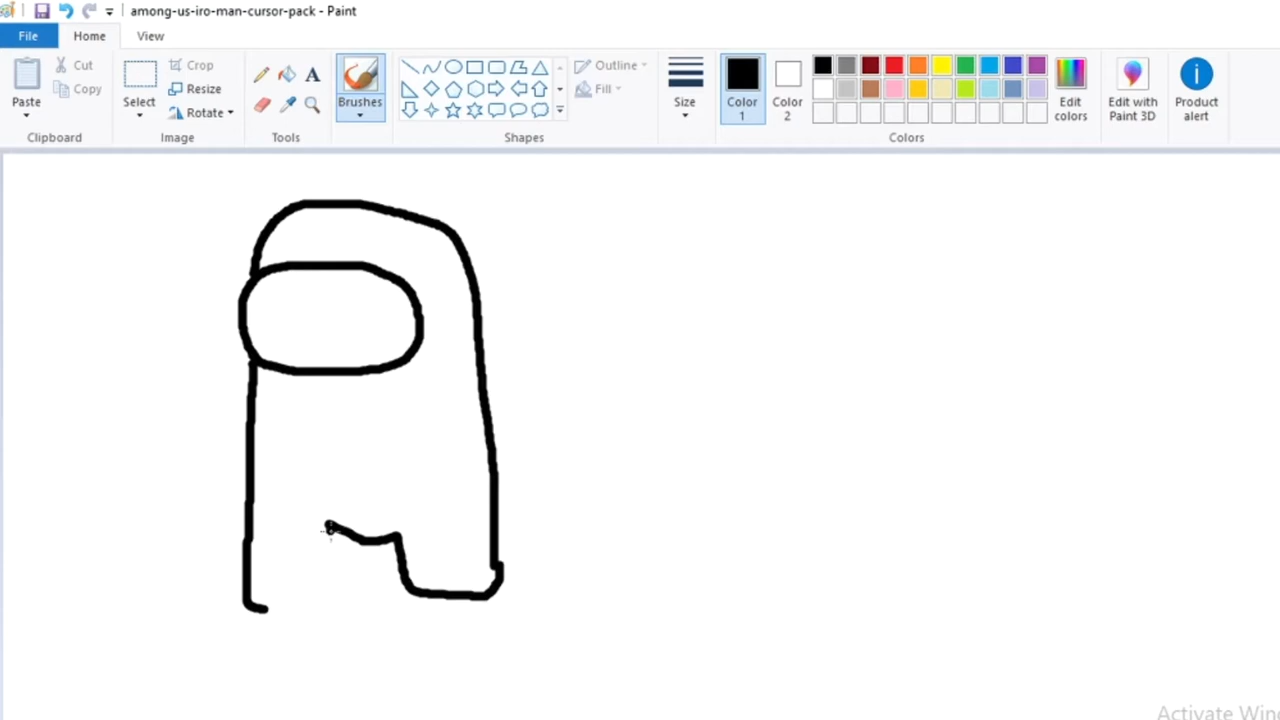 among-us-iro-man-cursor-pack - Paint
File Home View
Paste
Cut
Copy
Clipboard
Select
Crop
Resize
Rotate
Image
A
Tools
Brushes
Outline
Fill
Shapes
Size
Color 1
Color 2
Edit colors
Colors
Edit with Paint 3D
Product alert
Activate Win